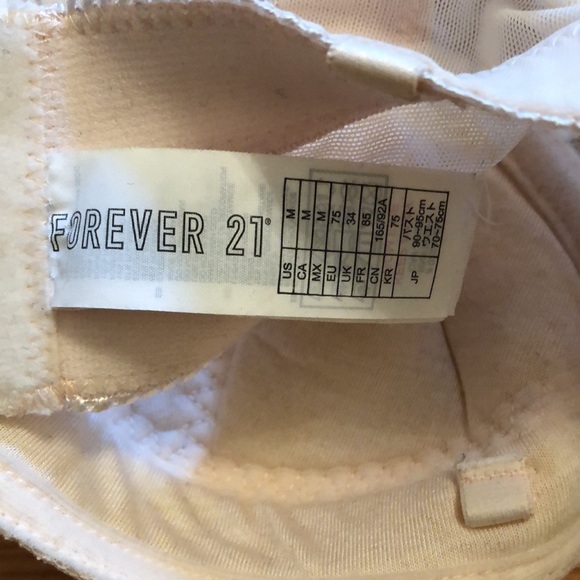 FOREVER 21®
US M
CA M
MX M
EU 75
UK 34
FR 85
CN 165/92A
KR 75
JP バスト
90~95cm
ウエスト
70~75cm